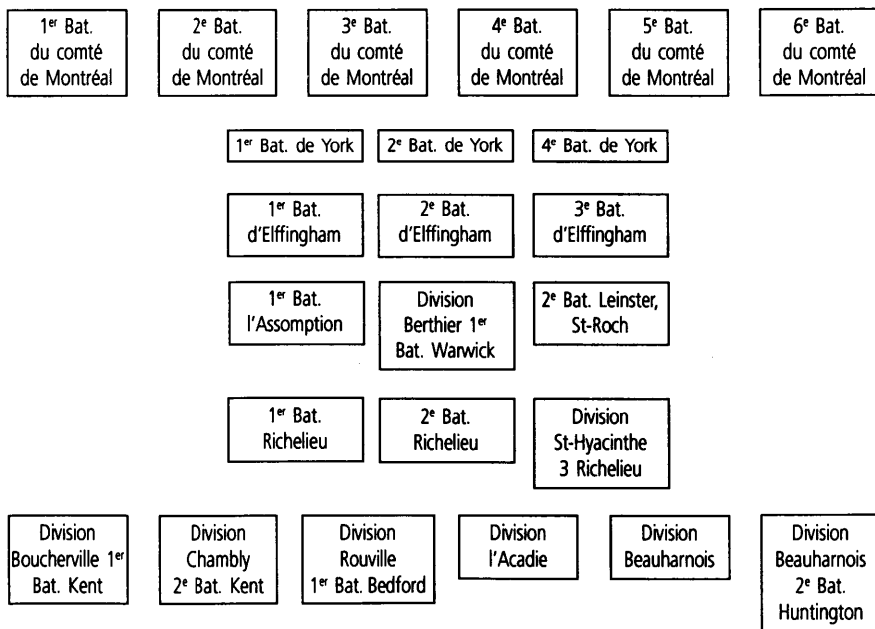 1er Bat.
du comté
de Montréal
2e Bat.
du comté
de Montréal
3e Bat.
du comté
de Montréal
4e Bat.
du comté
de Montréal
5e Bat.
du comté
de Montréal
6e Bat.
du comté
de Montréal
1er Bat. de York
2e Bat. de York
4e Bat. de York
1er Bat.
d'Elffingham
2e Bat.
d'Elffingham
3e Bat.
d'Elffingham
1er Bat.
l'Assomption
Division
Berthier 1er
Bat. Warwick
2e Bat. Leinster,
St-Roch
1er Bat.
Richelieu
2e Bat.
Richelieu
Division
St-Hyacinthe
3 Richelieu
Division
Boucherville 1er
Bat. Kent
Division
Chambly
2e Bat. Kent
Division
Rouville
1er Bat. Bedford
Division
l'Acadie
Division
Beauharnois
Division
Beauharnois
2e Bat.
Huntington